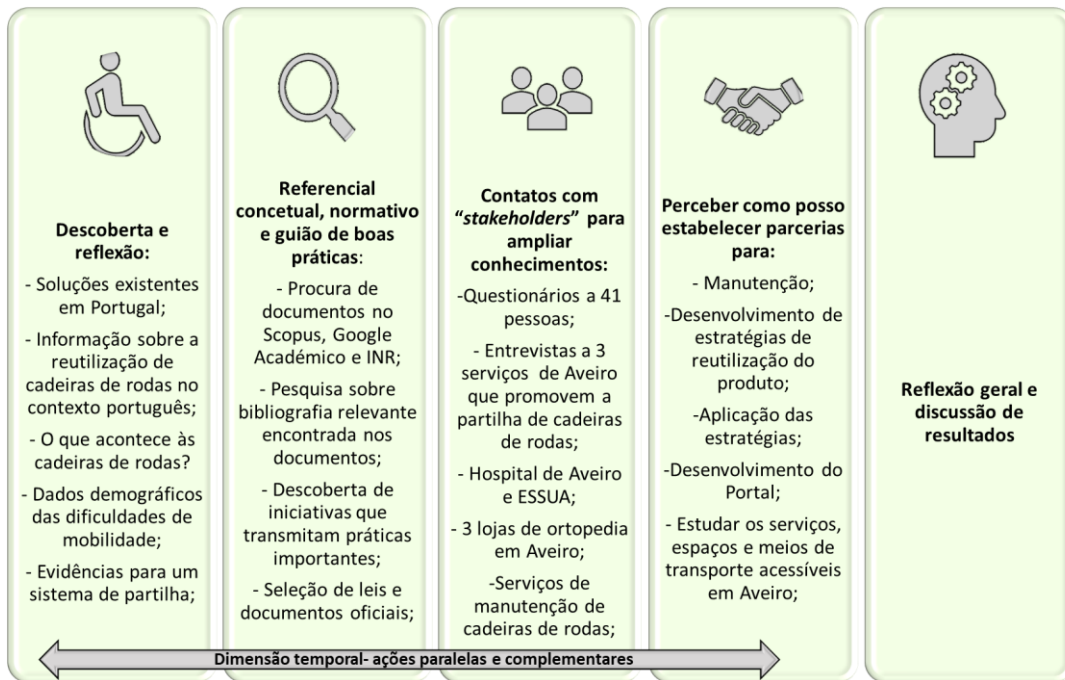 Descoberta e
reflexão:
- Soluções existentes
em Portugal;
- Informação sobre a
reutilização de
cadeiras de rodas no
contexto português;
- O que acontece às
cadeiras de rodas?
- Dados demográficos
das dificuldades de
mobilidade;
- Evidências para um
sistema de partilha;
Referencial
concetual, normativo
e guião de boas
práticas:
- Procura de
documentos no
Scopus, Google
Académico e INR;
- Pesquisa sobre
bibliografia relevante
encontrada nos
documentos;
- Descoberta de
iniciativas que
transmitam práticas
importantes;
- Seleção de leis e
documentos oficiais;
Contatos com
“stakeholders” para
ampliar
conhecimentos:
-Questionários a 41
pessoas;
- Entrevistas a 3
serviços de Aveiro
que promovem a
partilha de cadeiras
de rodas;
- Hospital de Aveiro
e ESSUA;
- 3 lojas de ortopedia
em Aveiro;
-Serviços de
manutenção de
cadeiras de rodas;
Perceber como posso
estabelecer parcerias
para:
- Manutenção;
-Desenvolvimento de
estratégias de
reutilização do
produto;
-Aplicação das
estratégias;
-Desenvolvimento do
Portal;
- Estudar os serviços,
espaços e meios de
transporte acessíveis
em Aveiro;
Reflexão geral e
discussão de
resultados
Dimensão temporal- ações paralelas e complementares